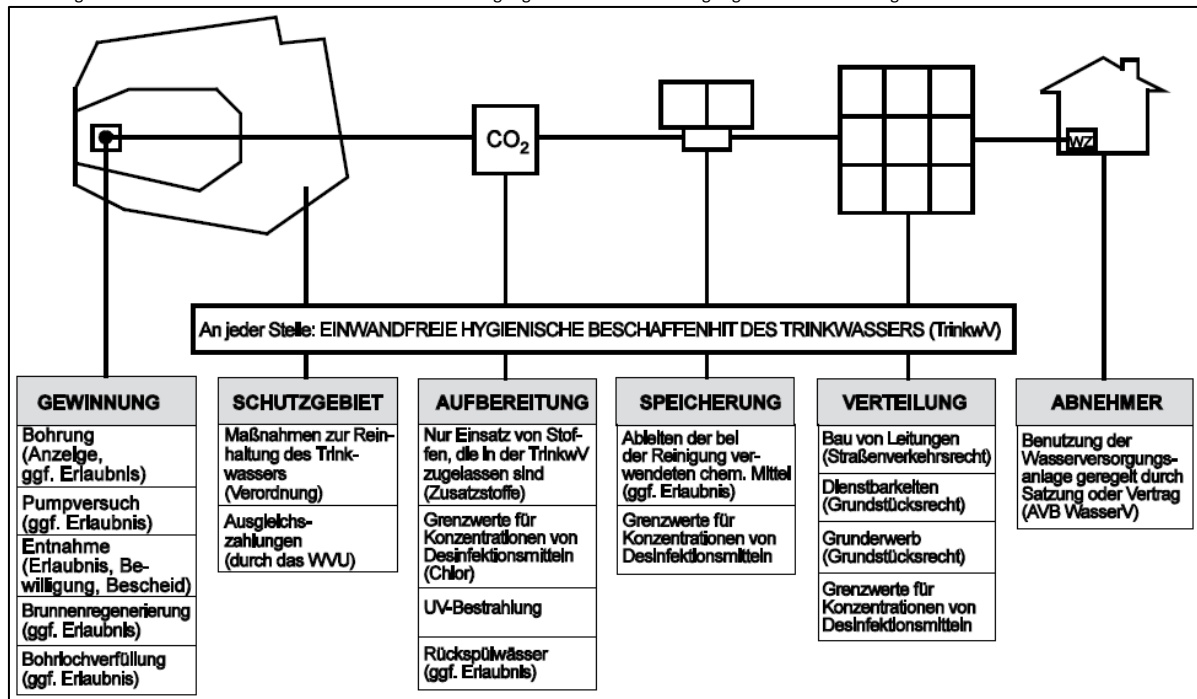 CO2
WZ
An jeder Stelle: EINWANDFREIE HYGIENISCHE BESCHAFFENHIT DES TRINKWASSERS (TrinkwV)
GEWINNUNG
Bohrung
(Anzeige,
ggf. Erlaubnis)
Pumpversuch
(ggf. Erlaubnis)
Entnahme
(Erlaubnis, Be-
willigung, Bescheid)
Brunnenregenerierung
(ggf. Erlaubnis)
Bohrlochverfüllung
(ggf. Erlaubnis)
SCHUTZGEBIET
Maßnahmen zur Rein-
haltung des Trink-
wassers
(Verordnung)
Ausgleichs-
zahlungen
(durch das WVU)
AUFBEREITUNG
Nur Einsatz von Stof-
fen, die in der TrinkwV
zugelassen sind
(Zusatzstoffe)
Grenzwerte für
Konzentrationen von
Desinfektionsmitteln
(Chlor)
UV-Bestrahlung
Rückspülwässer
(ggf. Erlaubnis)
SPEICHERUNG
Ableiten der bei
der Reinigung ver-
wendeten chem. Mittel
(ggf. Erlaubnis)
Grenzwerte für
Konzentrationen von
Desinfektionsmitteln
VERTEILUNG
Bau von Leitungen
(Straßenverkehrsrecht)
Dienstbarkeiten
(Grundstücksrecht)
Grunderwerb
(Grundstücksrecht)
Grenzwerte für
Konzentrationen von
Desinfektionsmitteln
ABNEHMER
Benutzung der
Wasserversorgungs-
anlage geregelt durch
Satzung oder Vertrag
(AVB WasserV)